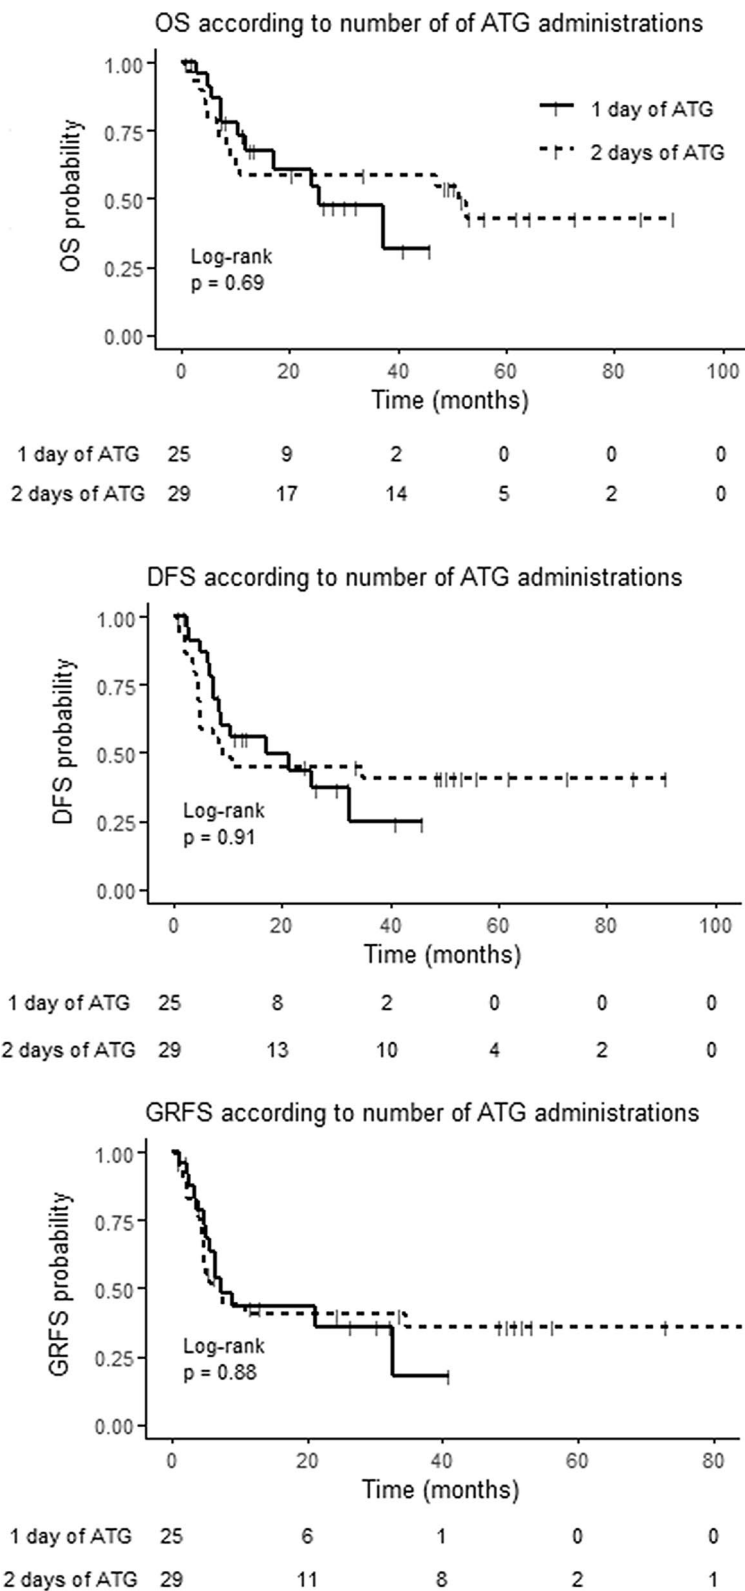 OS according to number of of ATG administrations
1.00
0.75
0.50
0.25
0.00
OS probability
1 day of ATG
2 days of ATG
Log-rank
p = 0.69
0 20 40 60 80 100
Time (months)
1 day of ATG 25 9 2 0 0 0
2 days of ATG 29 17 14 5 2 0
DFS according to number of ATG administrations
1.00
0.75
0.50
0.25
0.00
DFS probability
Log-rank
p = 0.91
0 20 40 60 80 100
Time (months)
1 day of ATG 25 8 2 0 0 0
2 days of ATG 29 13 10 4 2 0
GRFS according to number of ATG administrations
1.00
0.75
0.50
0.25
0.00
GRFS probability
Log-rank
p = 0.88
0 20 40 60 80
Time (months)
1 day of ATG 25 6 1 0 0
2 days of ATG 29 11 8 2 1